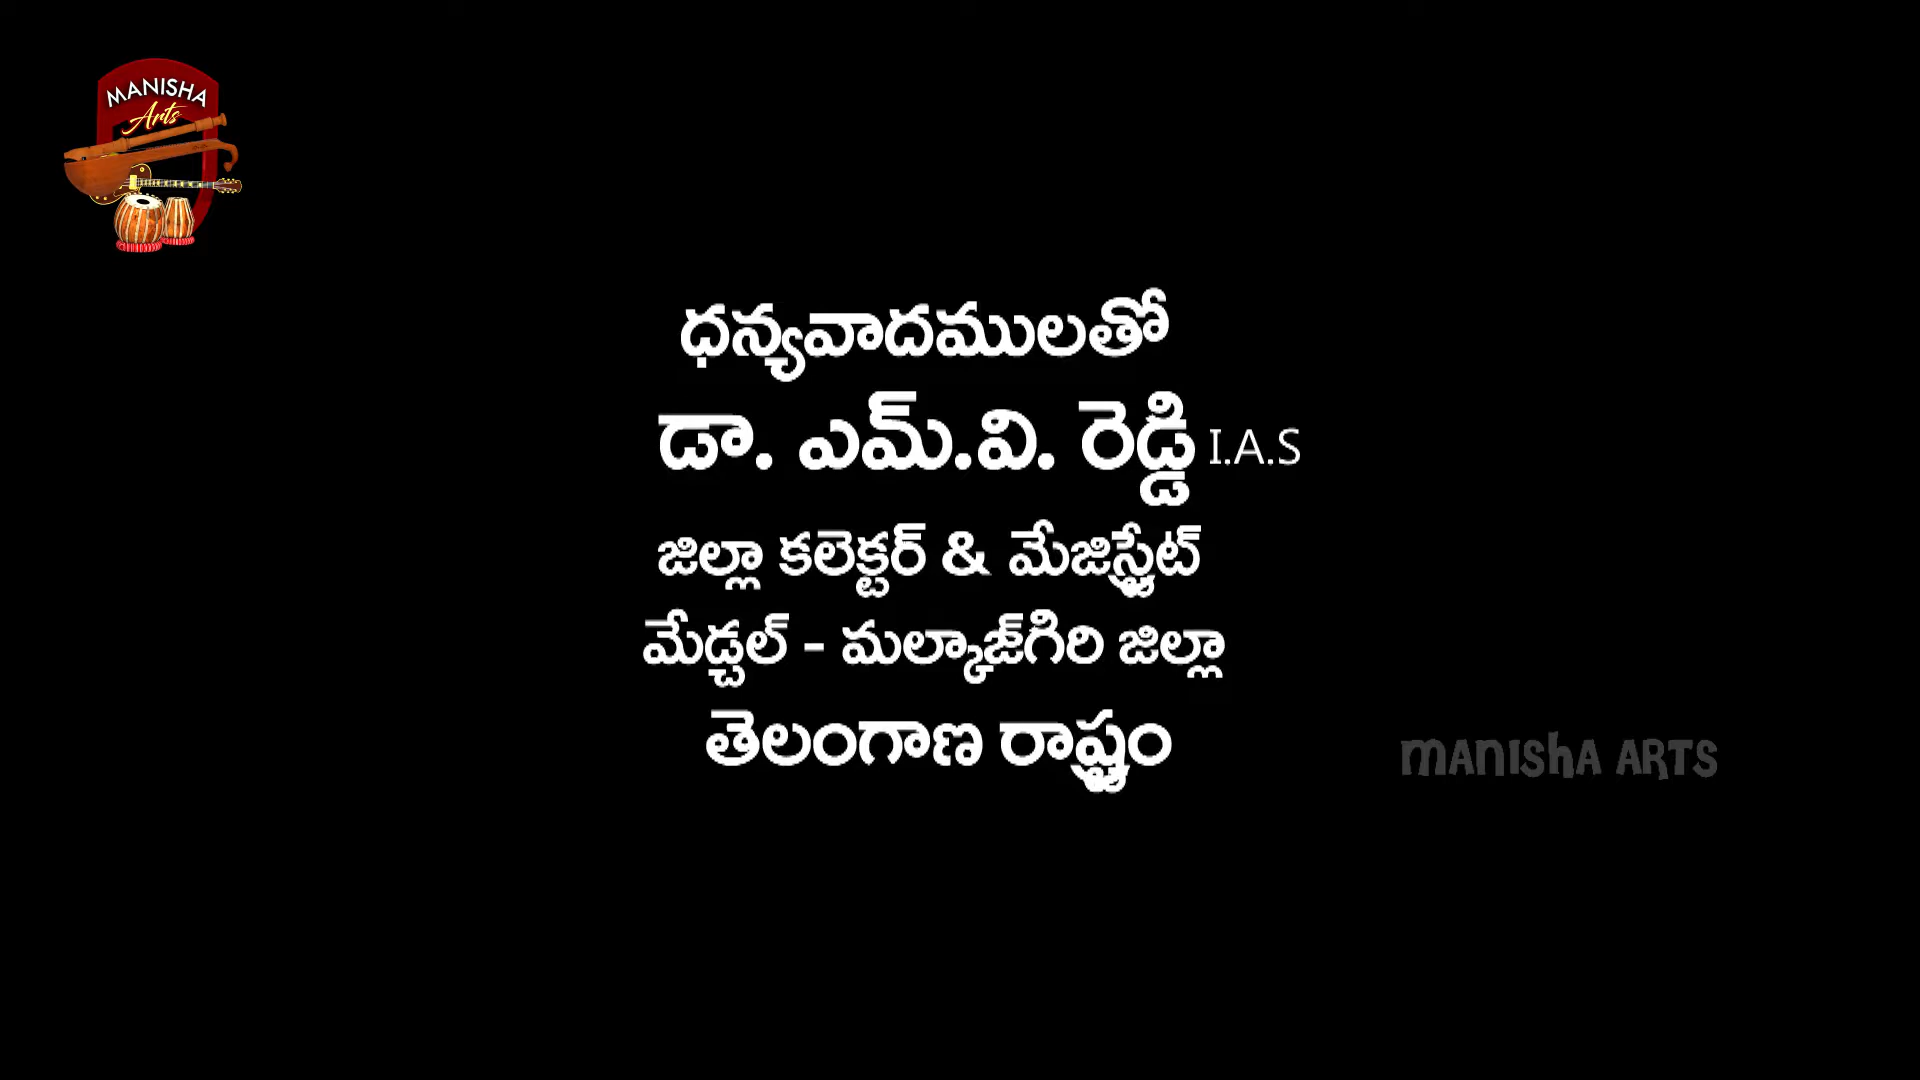 MANISHA
Arts
ధన్యవాదములతో
డా. ఎమ్.వి. రెడ్డి I.A.S
జిల్లా కలెక్టర్ & మేజిస్ట్రేట్
మేడ్చల్ - మల్కాజ్‌గిరి జిల్లా
తెలంగాణ రాష్ట్రం
MANISHA ARTS